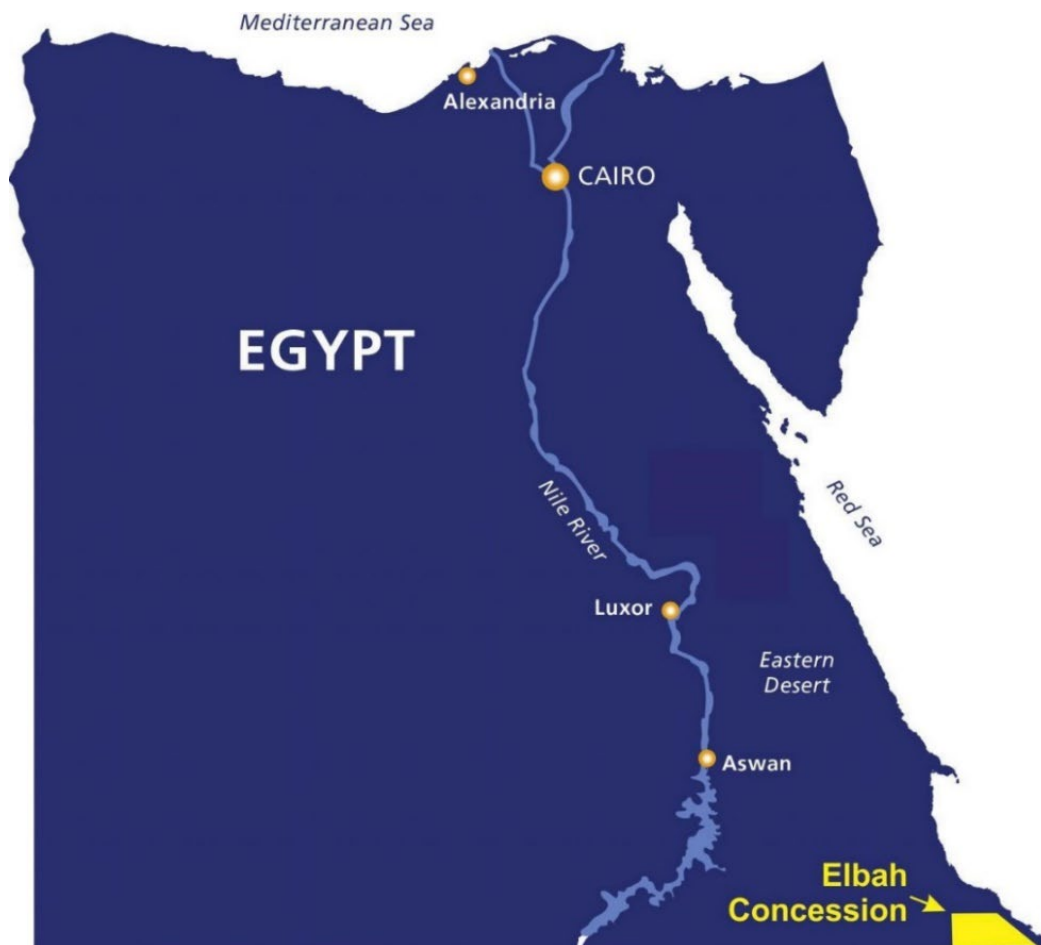 Mediterranean Sea
Alexandria
CAIRO
EGYPT
Nile River
Red Sea
Luxor
Eastern
Desert
Aswan
Elbah
Concession